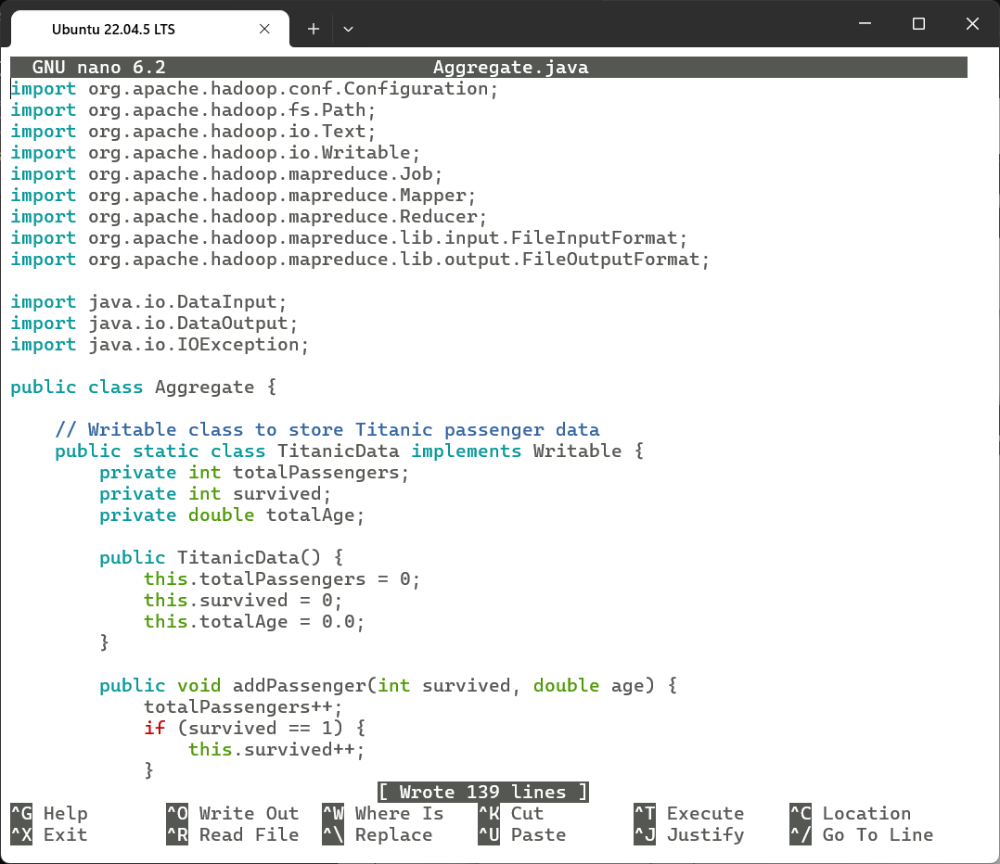 Ubuntu 22.04.5 LTS
GNU nano 6.2 Aggregate.java
import org.apache.hadoop.conf.Configuration;
import org.apache.hadoop.fs.Path;
import org.apache.hadoop.io.Text;
import org.apache.hadoop.io.Writable;
import org.apache.hadoop.mapreduce.Job;
import org.apache.hadoop.mapreduce.Mapper;
import org.apache.hadoop.mapreduce.Reducer;
import org.apache.hadoop.mapreduce.lib.input.FileInputFormat;
import org.apache.hadoop.mapreduce.lib.output.FileOutputFormat;

import java.io.DataInput;
import java.io.DataOutput;
import java.io.IOException;

public class Aggregate {

    // Writable class to store Titanic passenger data
    public static class TitanicData implements Writable {
        private int totalPassengers;
        private int survived;
        private double totalAge;

        public TitanicData() {
            this.totalPassengers = 0;
            this.survived = 0;
            this.totalAge = 0.0;
        }

        public void addPassenger(int survived, double age) {
            totalPassengers++;
            if (survived == 1) {
                this.survived++;
            }
[ Wrote 139 lines ]
^G Help ^O Write Out ^W Where Is ^K Cut ^T Execute ^C Location
^X Exit ^R Read File ^\ Replace ^U Paste ^J Justify ^/ Go To Line